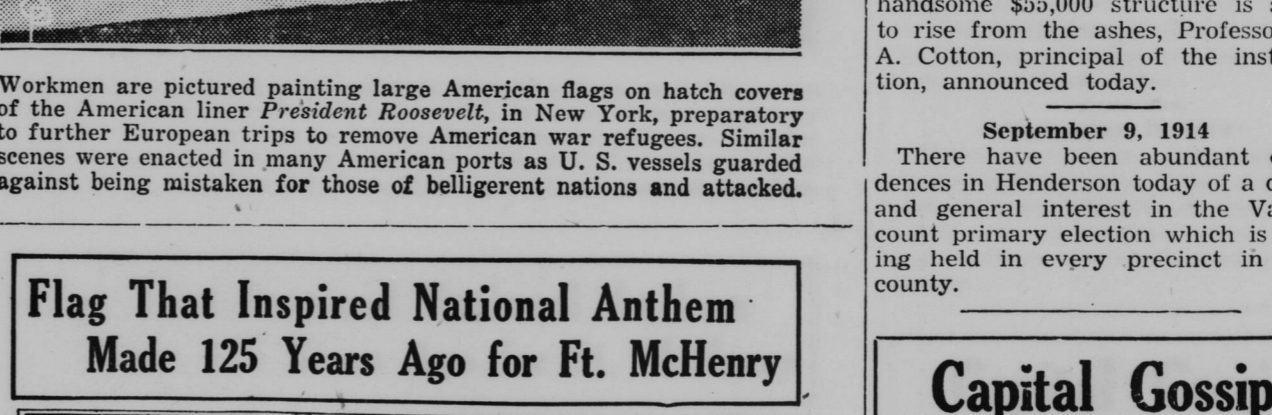 Workmen are pictured painting large American flags on hatch covers
of the American liner President Roosevelt, in New York, preparatory
to further European trips to remove American war refugees. Similar
scenes were enacted in many American ports as U. S. vessels guarded
against being mistaken for those of belligerent nations and attacked.
Flag That Inspired National Anthem
Made 125 Years Ago for Ft. McHenry
handsome $55,000 structure is
to rise from the ashes, Professo
A. Cotton, principal of the inst
tion, announced today.
September 9, 1914
There have been abundant
dences in Henderson today of a
and general interest in the Va
count primary election which is
ing held in every precinct in
county.
Capital Gossip